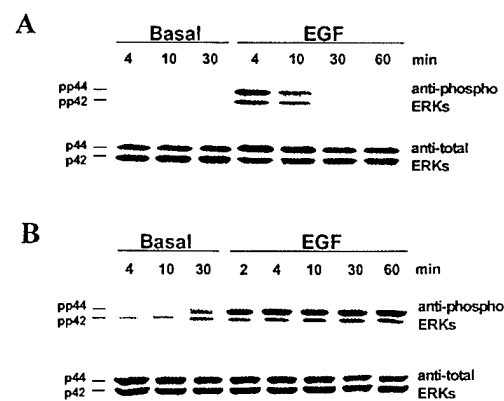 A
Basal EGF
4 10 30 4 10 30 60 min
pp44 anti-phospho
pp42 ERKs
p44 anti-total
p42 ERKs
B
Basal EGF
4 10 30 2 4 10 30 60 min
pp44 anti-phospho
pp42 ERKs
p44 anti-total
p42 ERKs